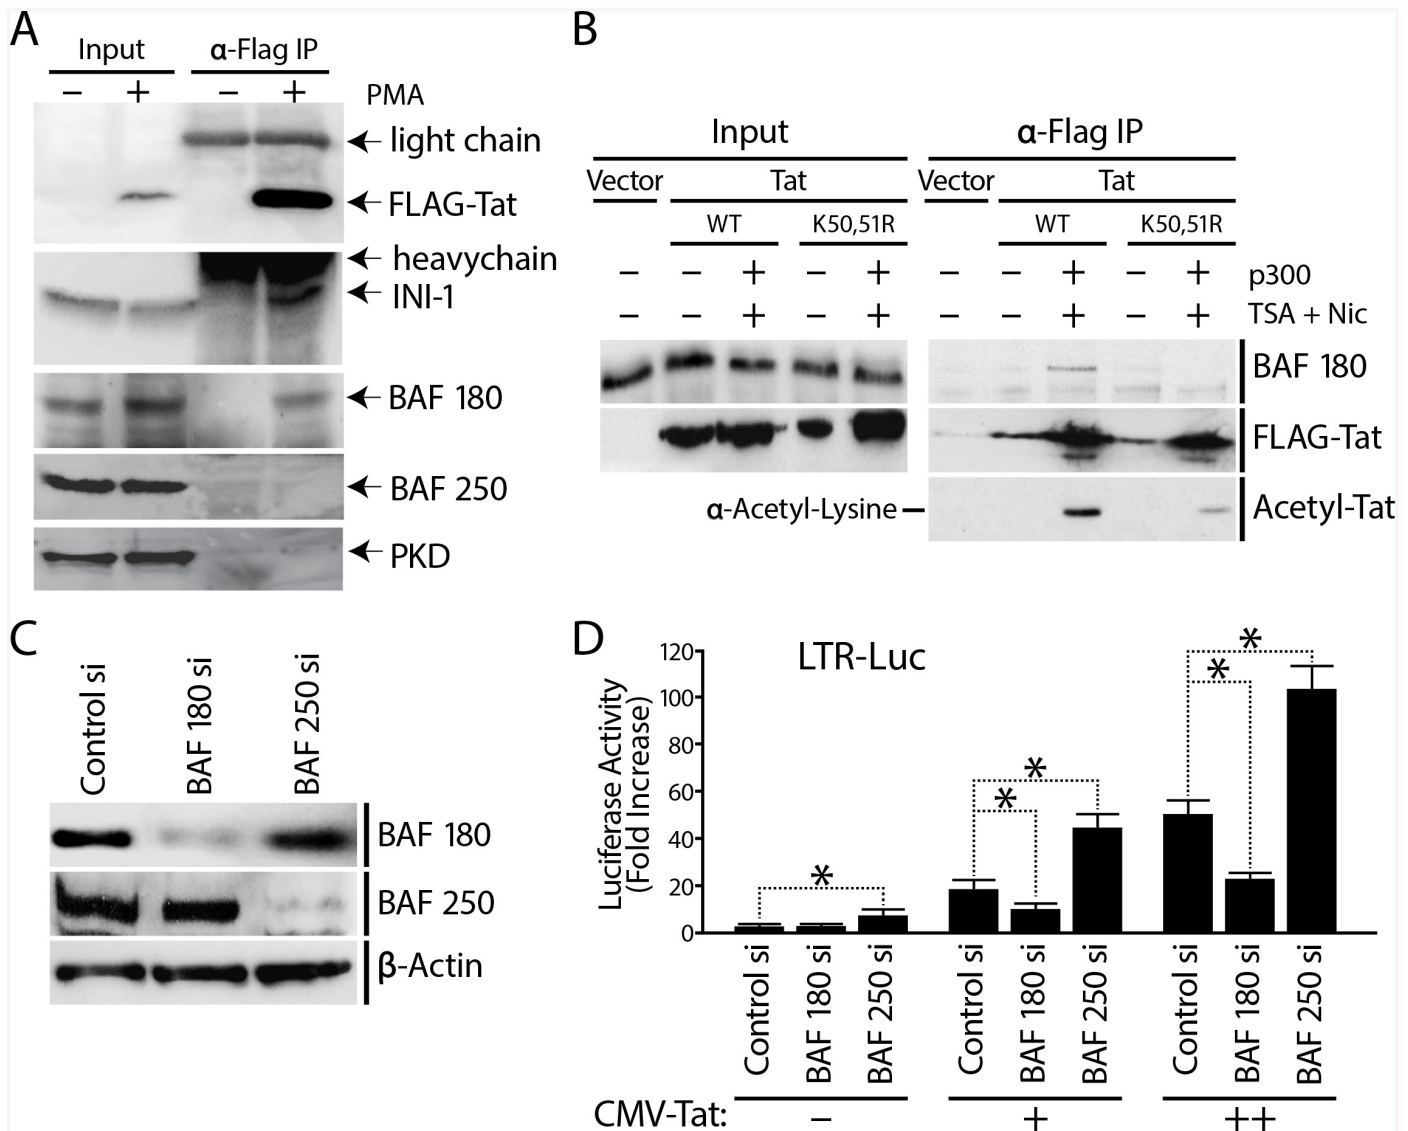 A
Input α-Flag IP
− + − + PMA
light chain
FLAG-Tat
heavychain
INI-1
BAF 180
BAF 250
PKD
B
Input α-Flag IP
Vector Tat Vector Tat
WT K50,51R WT K50,51R
− − + − + − − + − + p300
− − + − + − − + − + TSA + Nic
BAF 180
FLAG-Tat
α-Acetyl-Lysine Acetyl-Tat
C
Control si
BAF 180 si
BAF 250 si
BAF 180
BAF 250
β-Actin
D
LTR-Luc
Luciferase Activity
(Fold Increase)
120
100
80
60
40
20
0
*
* *
* *
Control si
BAF 180 si
BAF 250 si
Control si
BAF 180 si
BAF 250 si
Control si
BAF 180 si
BAF 250 si
CMV-Tat: − + ++